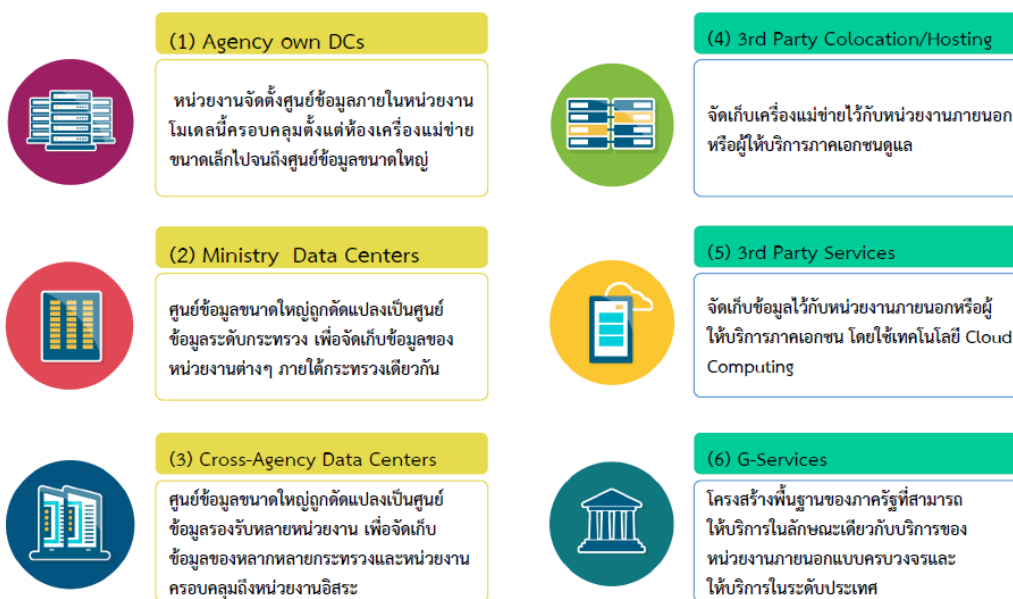 (1) Agency own DCs
หน่วยงานจัดตั้งศูนย์ข้อมูลภายในหน่วยงาน
โมเดลนี้ครอบคลุมตั้งแต่ห้องเครื่องแม่ข่าย
ขนาดเล็กไปจนถึงศูนย์ข้อมูลขนาดใหญ่
(2) Ministry Data Centers
ศูนย์ข้อมูลขนาดใหญ่ถูกดัดแปลงเป็นศูนย์
ข้อมูลระดับกระทรวง เพื่อจัดเก็บข้อมูลของ
หน่วยงานต่างๆ ภายใต้กระทรวงเดียวกัน
(3) Cross-Agency Data Centers
ศูนย์ข้อมูลขนาดใหญ่ถูกดัดแปลงเป็นศูนย์
ข้อมูลรองรับหลายหน่วยงาน เพื่อจัดเก็บ
ข้อมูลของหลากหลายกระทรวงและหน่วยงาน
ครอบคลุมถึงหน่วยงานอิสระ
(4) 3rd Party Colocation/Hosting
จัดเก็บเครื่องแม่ข่ายไว้กับหน่วยงานภายนอก
หรือผู้ให้บริการภาคเอกชนดูแล
(5) 3rd Party Services
จัดเก็บข้อมูลไว้กับหน่วยงานภายนอกหรือผู้
ให้บริการภาคเอกชน โดยใช้เทคโนโลยี Cloud
Computing
(6) G-Services
โครงสร้างพื้นฐานของภาครัฐที่สามารถ
ให้บริการในลักษณะเดียวกับบริการของ
หน่วยงานภายนอกแบบครบวงจรและ
ให้บริการในระดับประเทศ